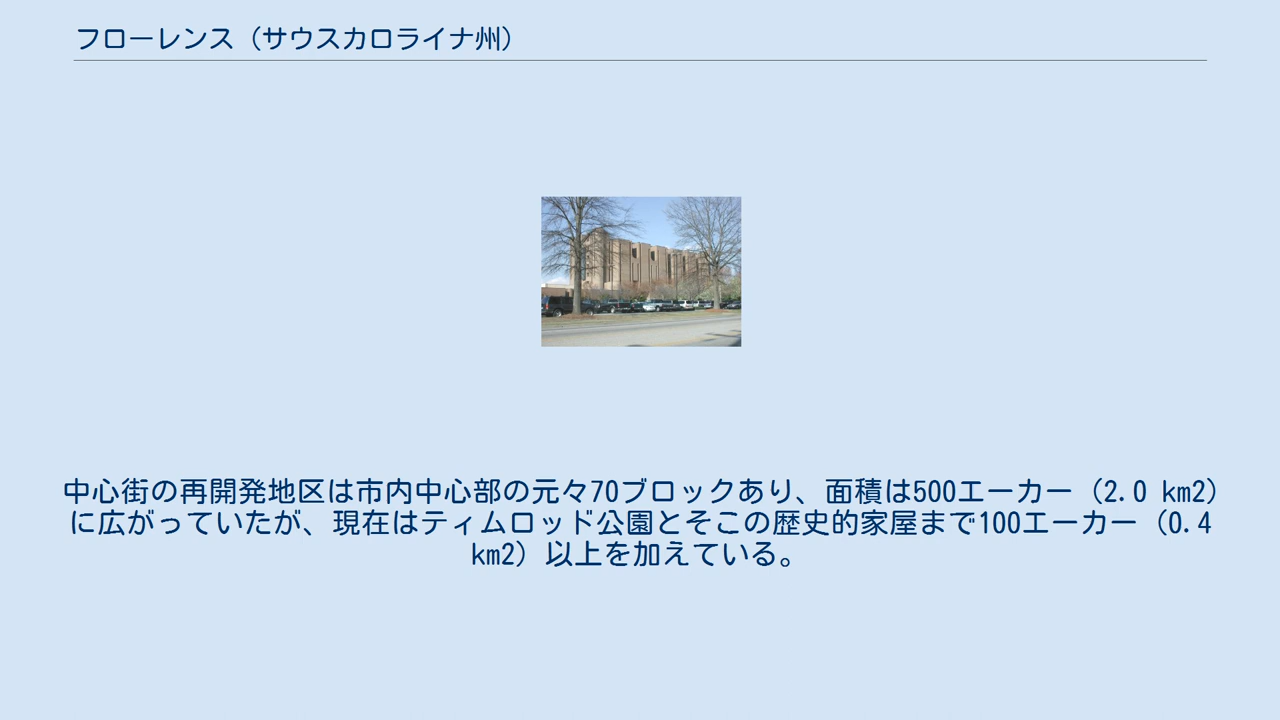 フローレンス（サウスカロライナ州）
中心街の再開発地区は市内中心部の元々70ブロックあり、面積は500エーカー（2.0 km2）
に広がっていたが、現在はティムロッド公園とそこの歴史的家屋まで100エーカー（0.4
km2）以上を加えている。